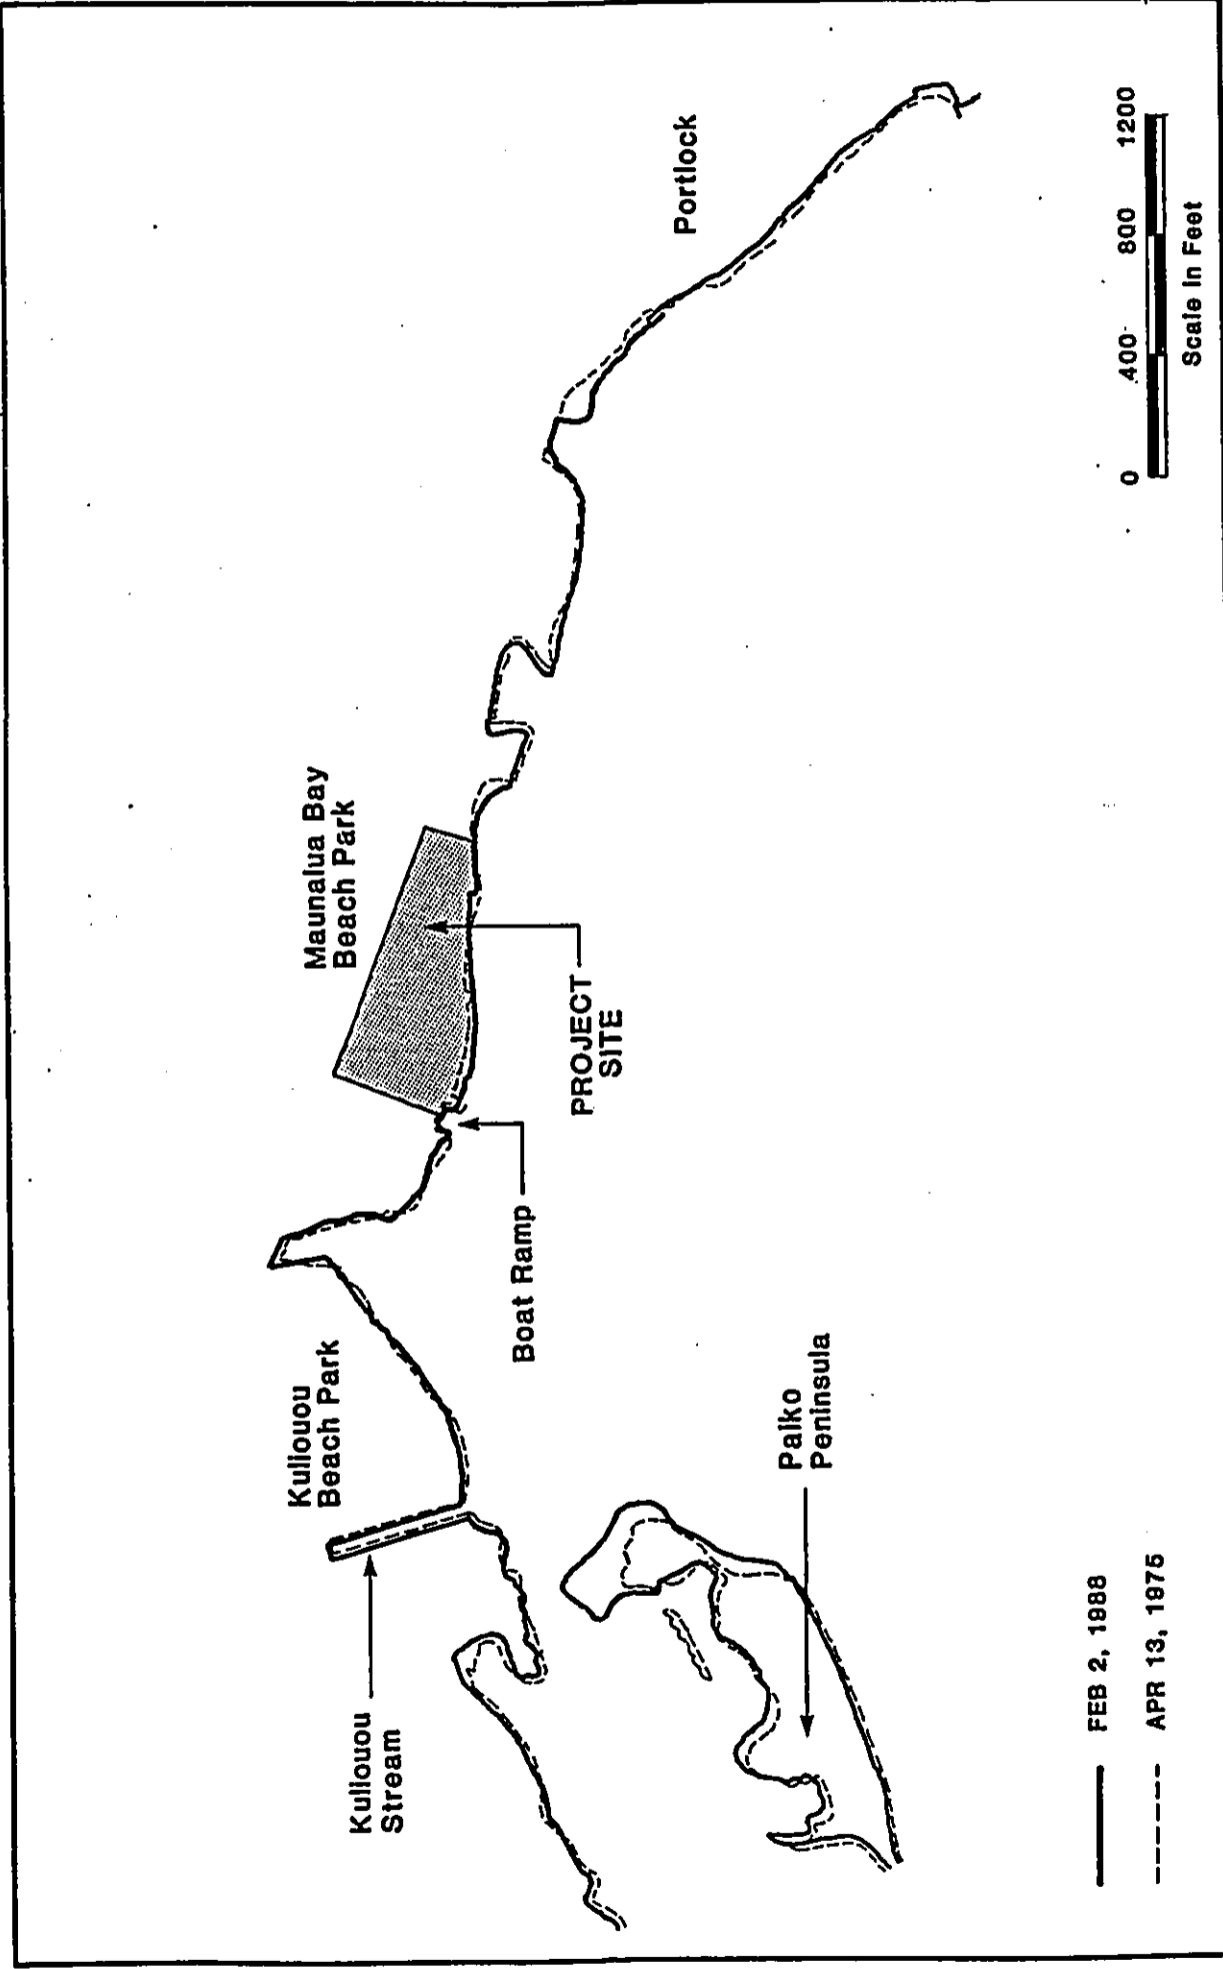 Kuliouou
Stream
Kuliouou
Beach Park
Maunalua Bay
Beach Park
Portlock
Boat Ramp
PROJECT
SITE
Paiko
Peninsula
FEB 2, 1988
APR 13, 1975
0 400 800 1200
Scale in Feet